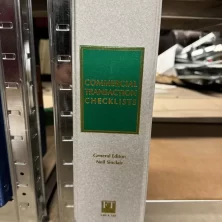 COMMERCIAL
TRANSACTION
CHECKLISTS
General Editor
Neil Sinclair
FT